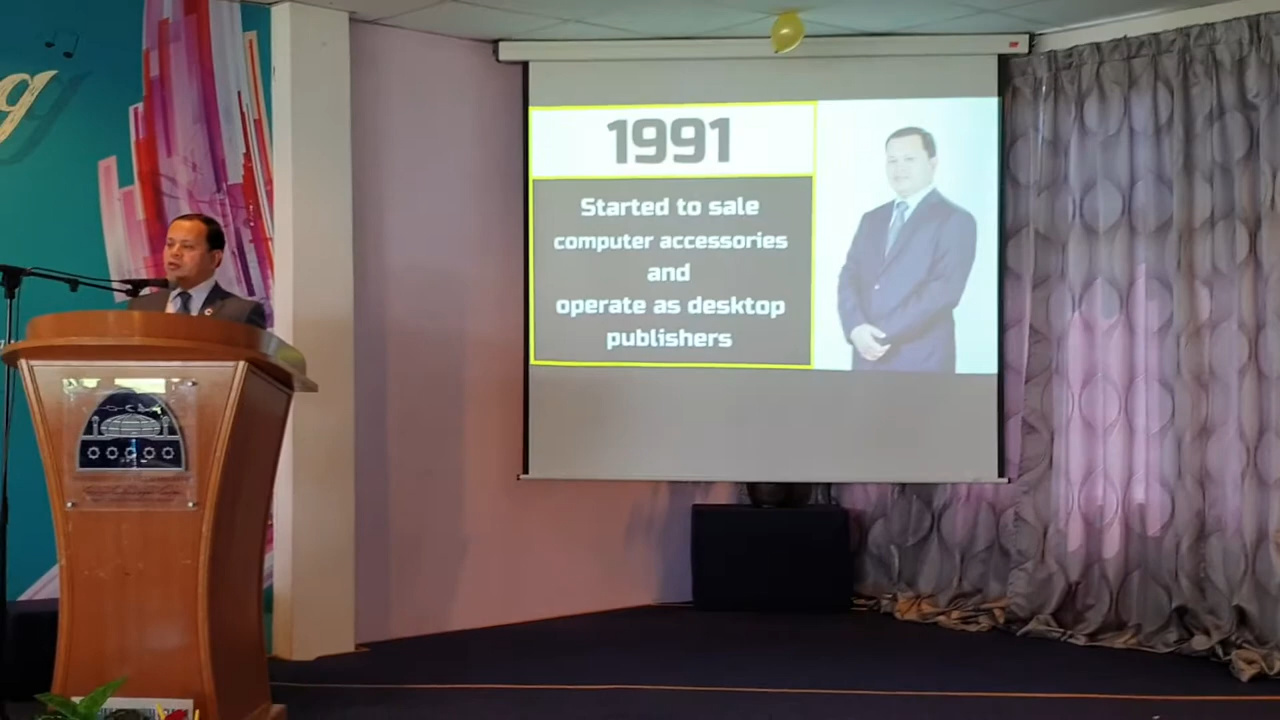 g
1991
Started to sale
computer accessories
and
operate as desktop
publishers